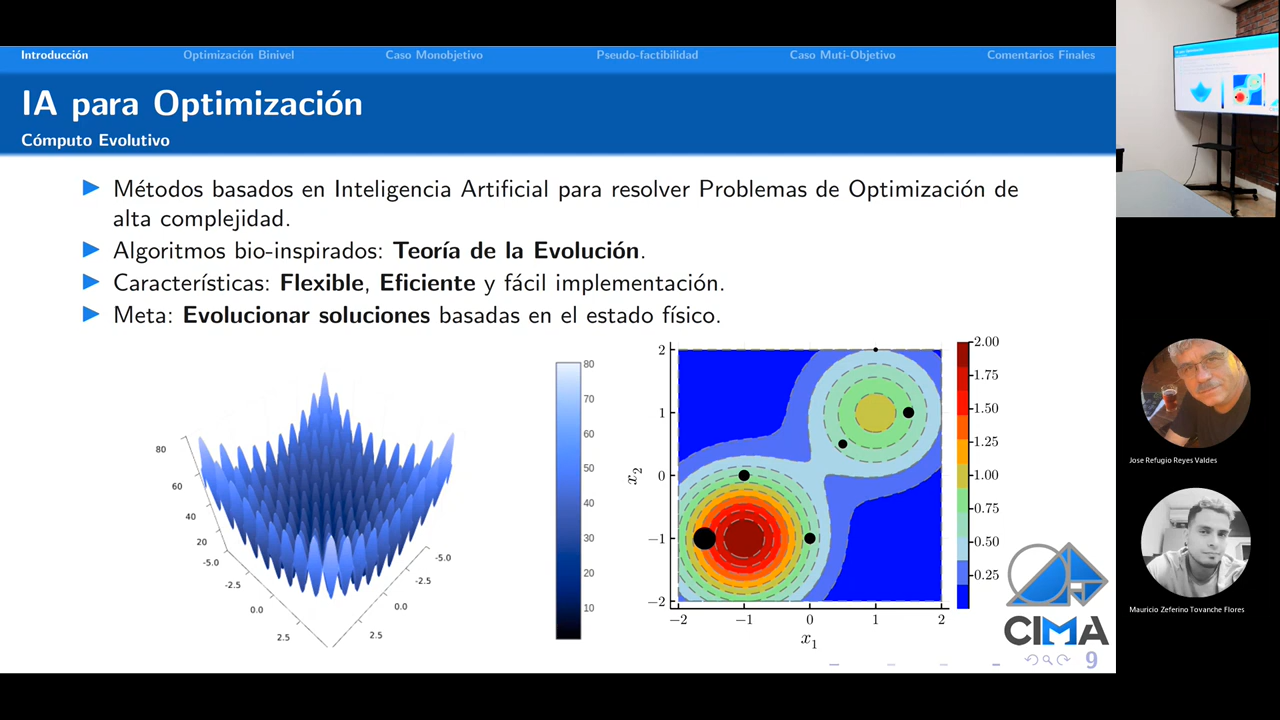 Introducción
Optimización Binivel
Caso Monobjetivo
Pseudo-factibilidad
Caso Muti-Objetivo
Comentarios Finales
IA para Optimización
Cómputo Evolutivo
Métodos basados en Inteligencia Artificial para resolver Problemas de Optimización de
alta complejidad.
Algoritmos bio-inspirados: Teoría de la Evolución.
Características: Flexible, Eficiente y fácil implementación.
Meta: Evolucionar soluciones basadas en el estado físico.
80
60
40
20
-5.0
-2.5
0.0
2.5
-5.0
-2.5
0.0
2.5
80
70
60
50
40
30
20
10
2
1
0
−1
−2
x2
−2 −1 0 1 2
x1
2.00
1.75
1.50
1.25
1.00
0.75
0.50
0.25
CIMA
9
Jose Refugio Reyes Valdes
Mauricio Zeferino Tovanche Flores